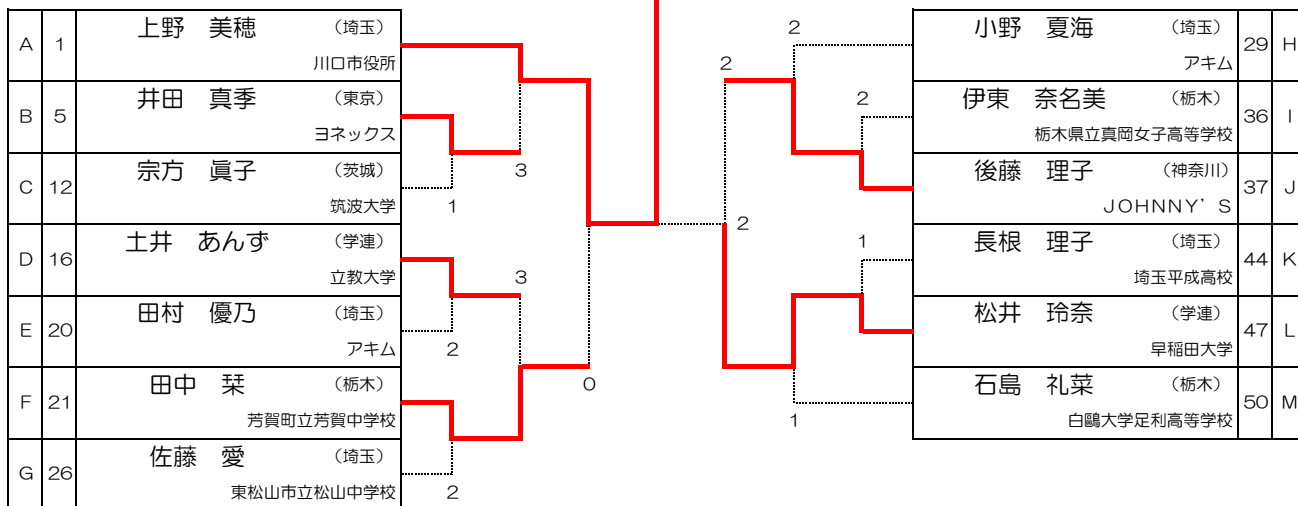 A 1 上野 美穂 (埼玉)
川口市役所
B 5 井田 真季 (東京)
ヨネックス
C 12 宗方 眞子 (茨城)
筑波大学
D 16 土井 あんず (学連)
立教大学
E 20 田村 優乃 (埼玉)
アキム
F 21 田中 栞 (栃木)
芳賀町立芳賀中学校
G 26 佐藤 愛 (埼玉)
東松山市立松山中学校
3
1
3
2
0
2
小野 夏海 (埼玉) 29 H
アキム
伊東 奈名美 (栃木) 36 I
栃木県立真岡女子高等学校
後藤 理子 (神奈川) 37 J
JOHNNY'S
長根 理子 (埼玉) 44 K
埼玉平成高校
松井 玲奈 (学連) 47 L
早稲田大学
石島 礼菜 (栃木) 50 M
白鷗大学足利高等学校
2
2
2
2
1
1